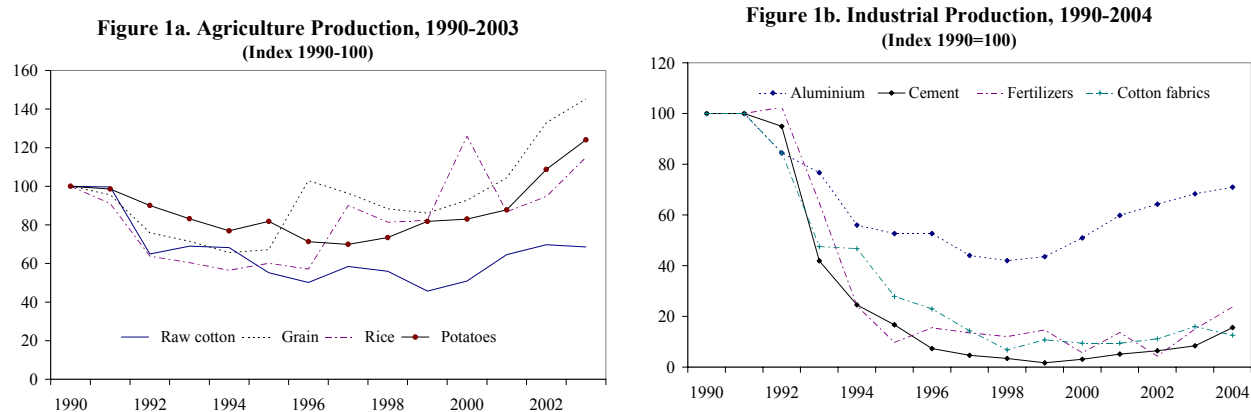 Figure 1a. Agriculture Production, 1990-2003
(Index 1990-100)
160
140
120
100
80
60
40
20
0
Raw cotton Grain Rice Potatoes
1990 1992 1994 1996 1998 2000 2002
Figure 1b. Industrial Production, 1990-2004
(Index 1990=100)
120
100
80
60
40
20
0
Aluminium Cement Fertilizers Cotton fabrics
1990 1992 1994 1996 1998 2000 2002 2004